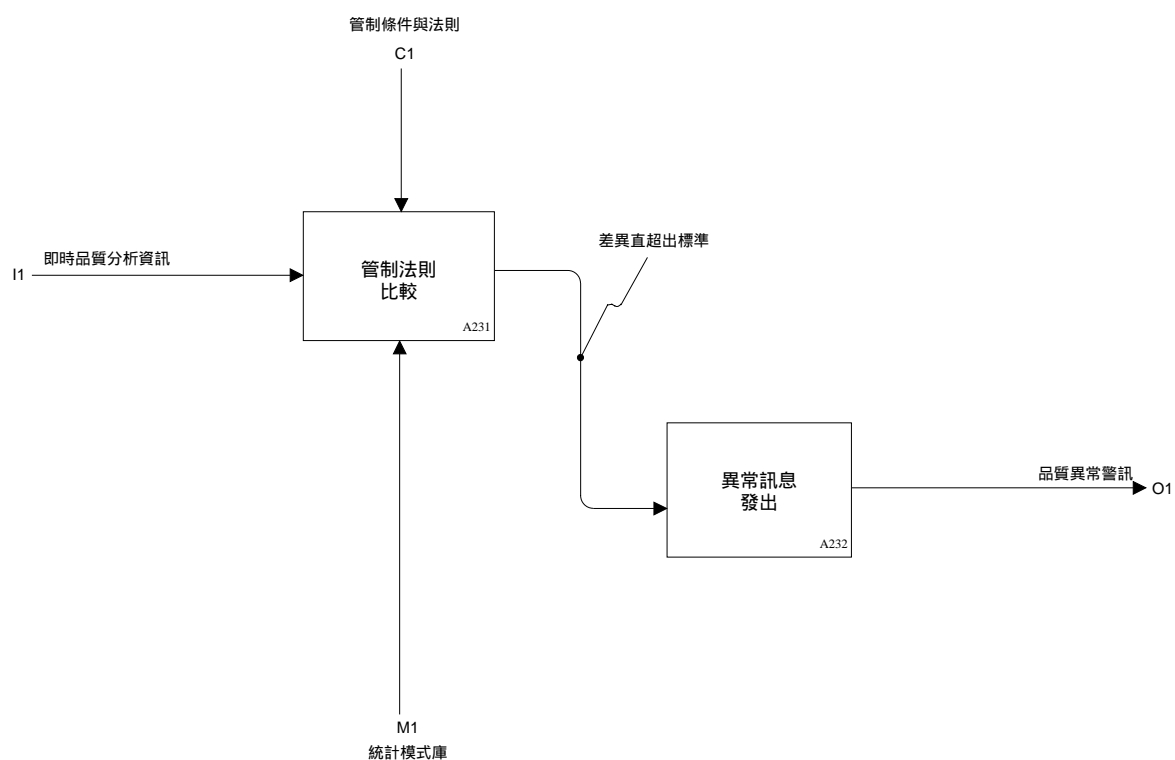 管制條件與法則
C1
差異直超出標準
即時品質分析資訊
I1
管制法則
比較
A231
異常訊息
發出
A232
品質異常警訊
O1
M1
統計模式庫